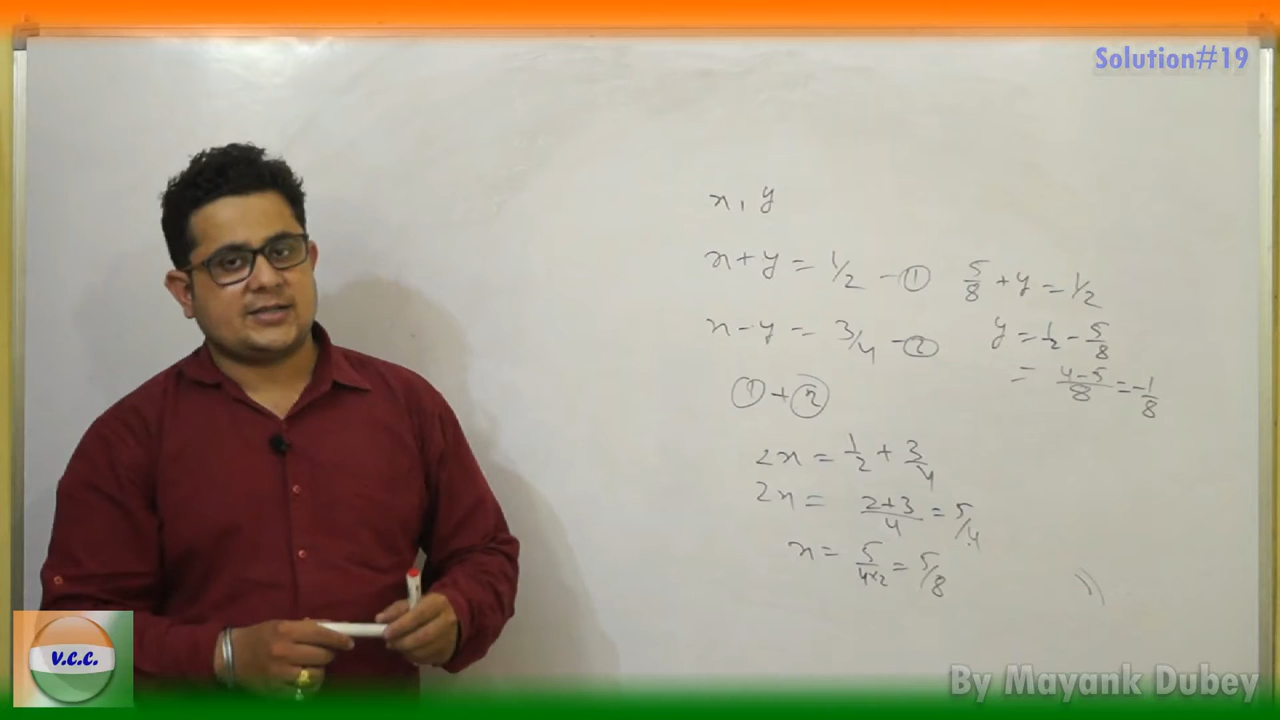 Solution#19
x, y
x + y = 1/2 - ①
x - y = 3/4 - ②
① + ②
2x = 1/2 + 3/4
2x = 2+3/4 = 5/4
x = 5/4×2 = 5/8
5/8 + y = 1/2
y = 1/2 - 5/8
= 4-5/8 = -1/8
V.C.C.
By Mayank Dubey